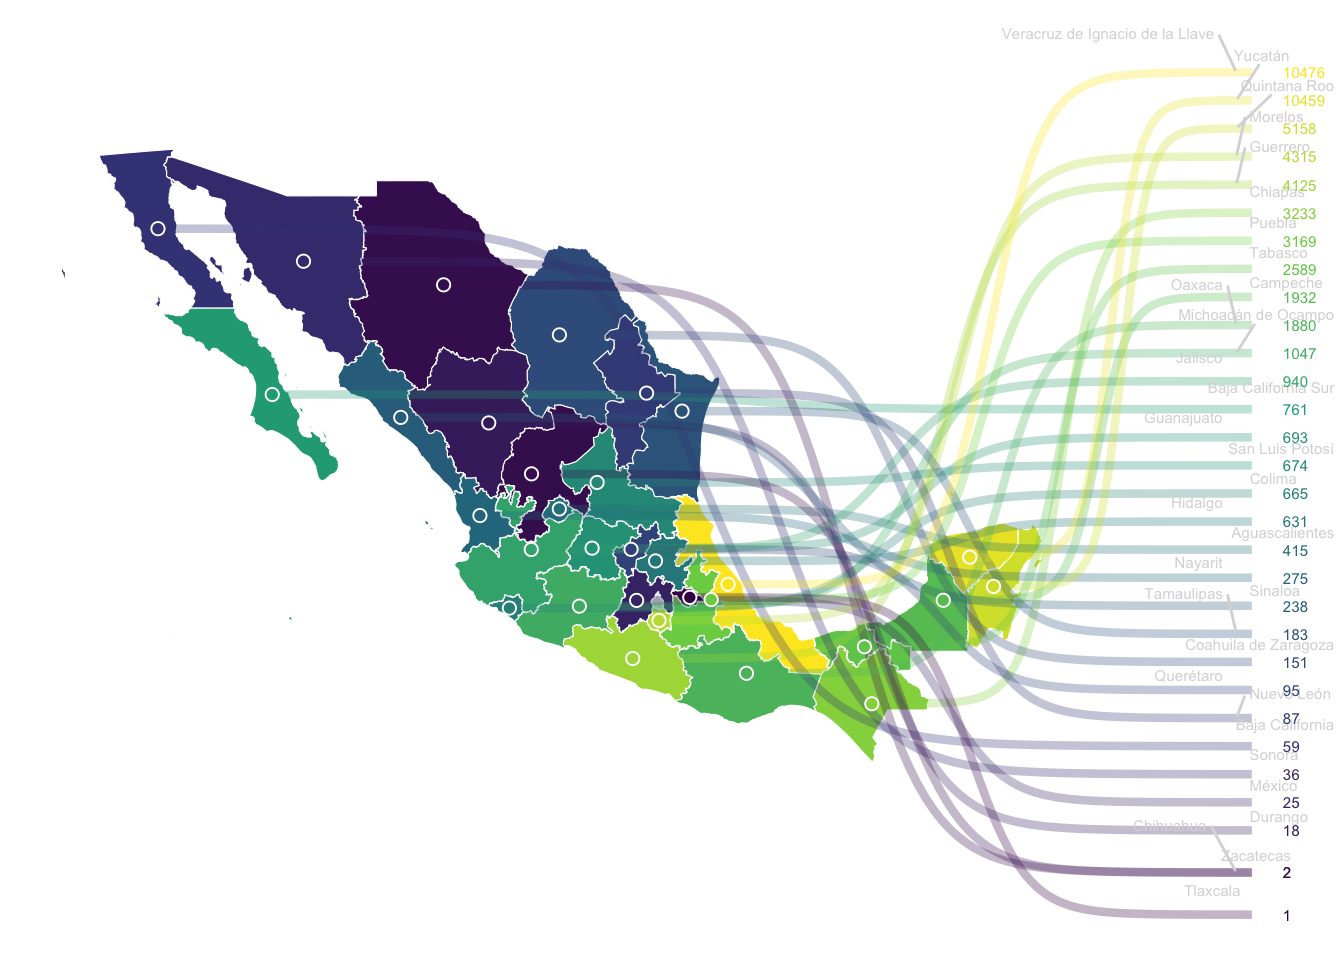 Veracruz de Ignacio de la Llave
Yucatán
10476
Quintana Roo
10459
Morelos
5158
Guerrero
4315
4125
Chiapas
3233
Puebla
3169
Tabasco
2589
Oaxaca
Campeche
1932
Michoacán de Ocampo
1880
Jalisco
1047
Baja California Sur
940
761
Guanajuato
693
San Luis Potosí
674
Colima
665
Hidalgo
631
Aguascalientes
415
Nayarit
275
Tamaulipas
Sinaloa
238
183
Coahuila de Zaragoza
151
Querétaro
95
Nuevo León
87
Baja California
59
Sonora
36
México
25
Durango
18
Chihuahua
Zacatecas
2
Tlaxcala
1